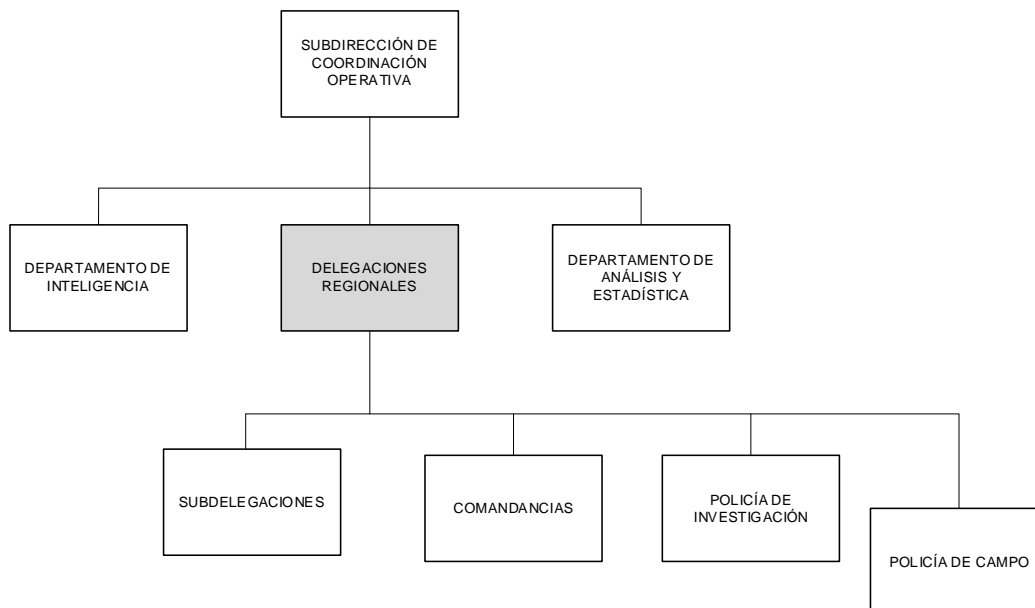 SUBDIRECCIÓN DE
COORDINACIÓN
OPERATIVA
DEPARTAMENTO DE
INTELIGENCIA
DELEGACIONES
REGIONALES
DEPARTAMENTO DE
ANÁLISIS Y
ESTADÍSTICA
SUBDELEGACIONES
COMANDANCIAS
POLICÍA DE
INVESTIGACIÓN
POLICÍA DE CAMPO